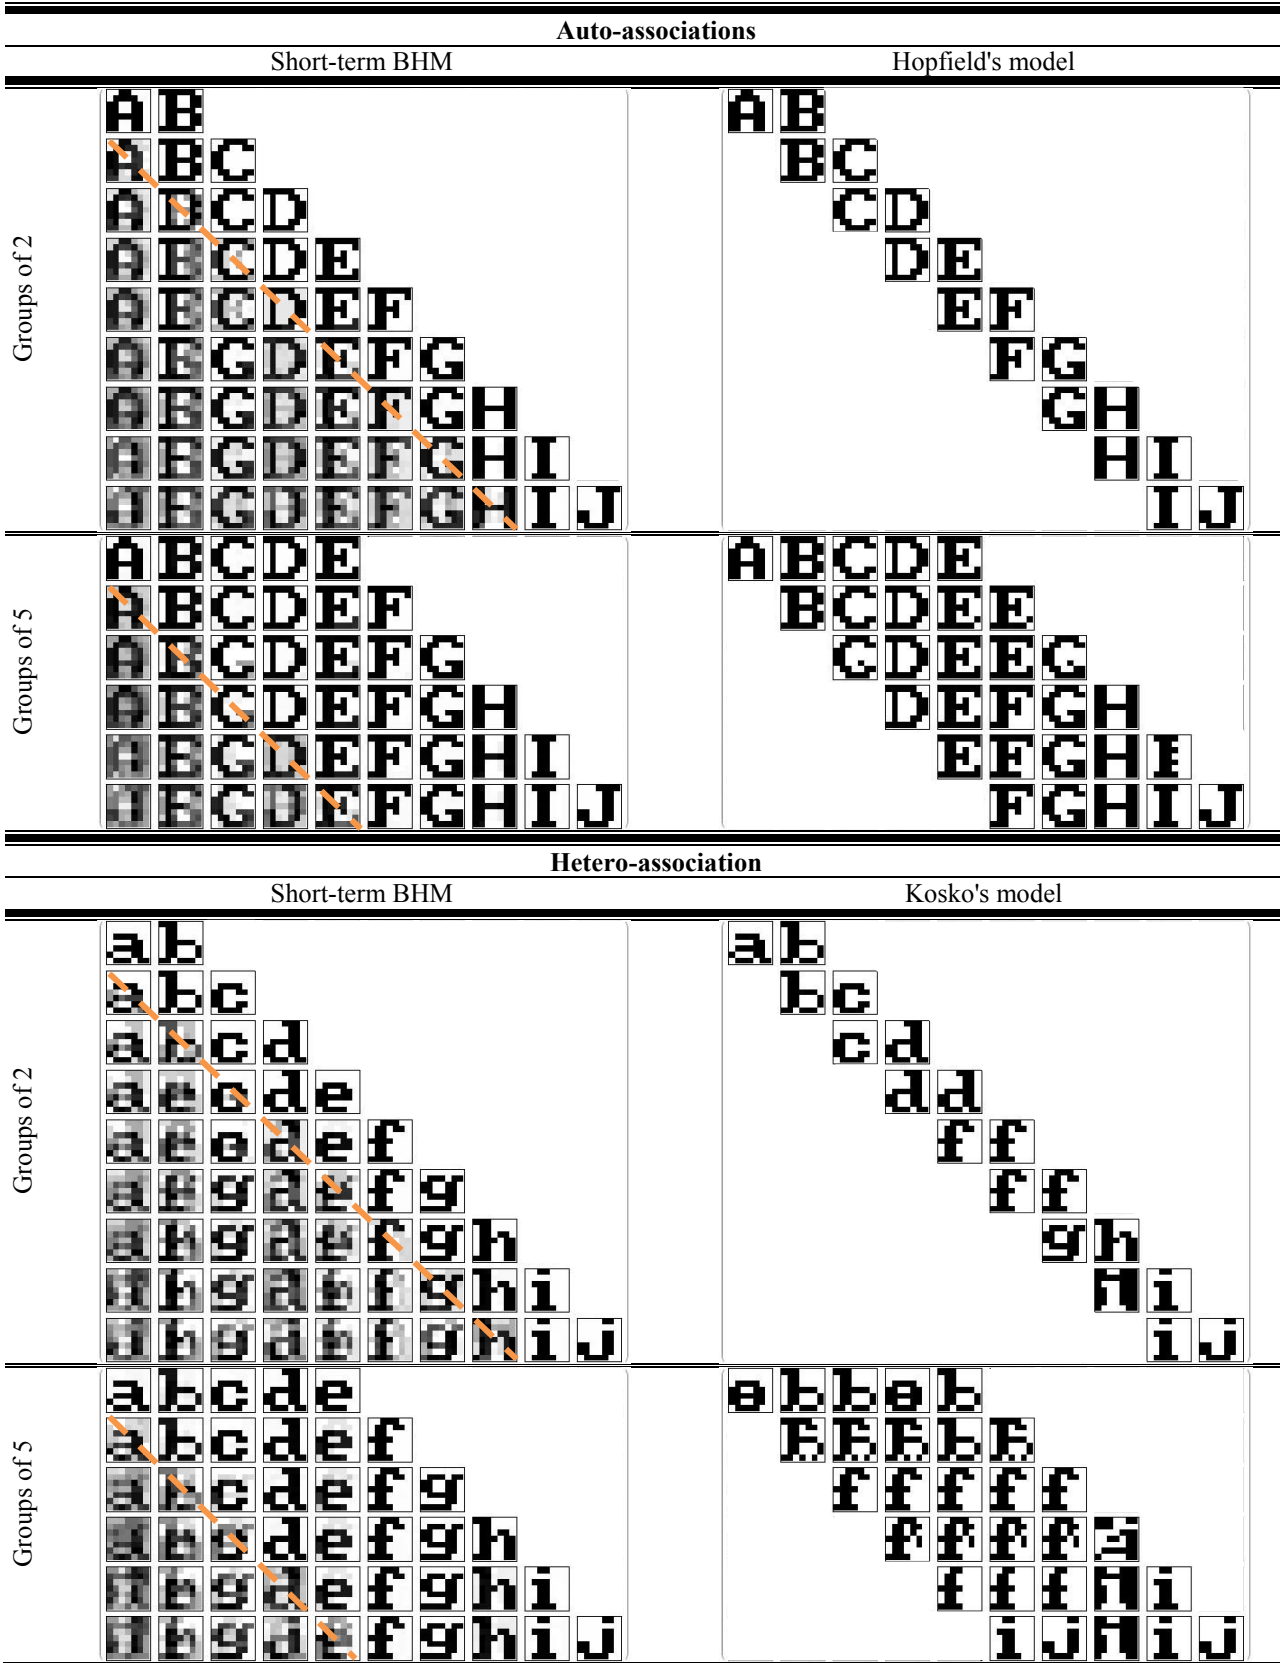 Auto-associations
Short-term BHM Hopfield's model
Groups of 2
A B A B
A B C B C
A B C D C D
A B C D E D E
A B C D E F E F
A B G D E F G F G
A B G D E F G H G H
A B G D E F G H I H I
A B G D E F G H I J I J
Groups of 5
A B C D E A B C D E
A B C D E F B C D E E
A B C D E F G C D E E G
A B C D E F G H D E F G H
A B C D E F G H I E F G H E
A B G D E F G H I J F G H I J
Hetero-association
Short-term BHM Kosko's model
Groups of 2
a b a b
a b c b c
a b c d c d
a e o d e d d
a e o d e f f f
a g a e f g f f
a h g a e f g h g h
h g a f g h i i
h g a h f g h i j i j
Groups of 5
a b c d e a b b a b
a b c d e f b
a h c d e f g f f f f f
a d e f g h
g d e f g h i f f f i
h g d e f g h i j i j i j